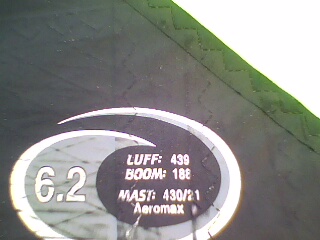 6.2
LUFF: 439
BOOM: 188
MAST: 430/21
Aeromax